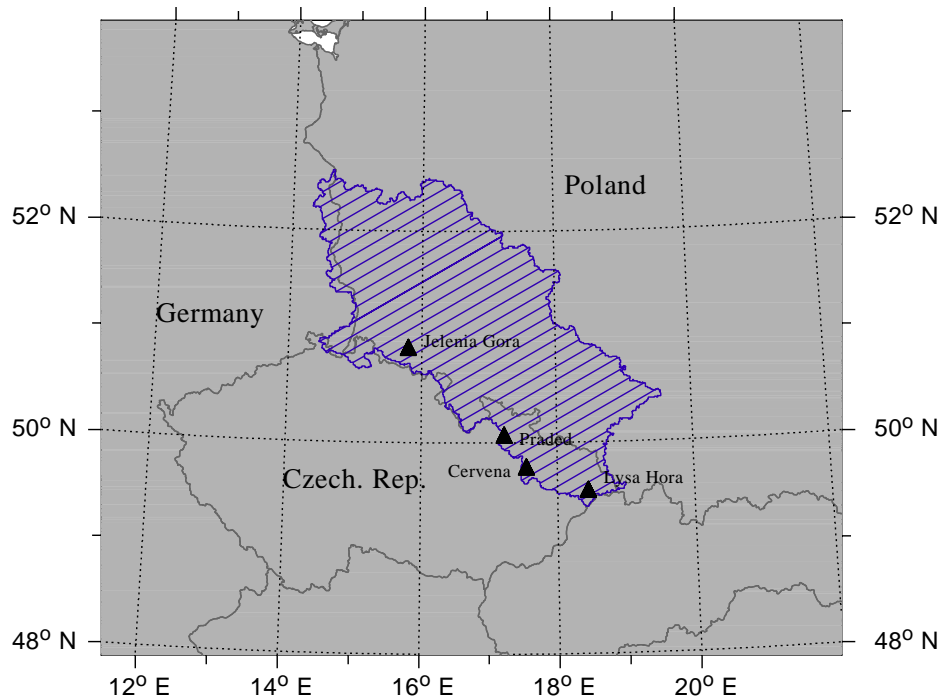 Poland
52° N
52° N
Germany
Jelenia Gora
50° N
50° N
Praded
Cervena
Lysa Hora
Czech. Rep.
48° N
48° N
12° E
14° E
16° E
18° E
20° E